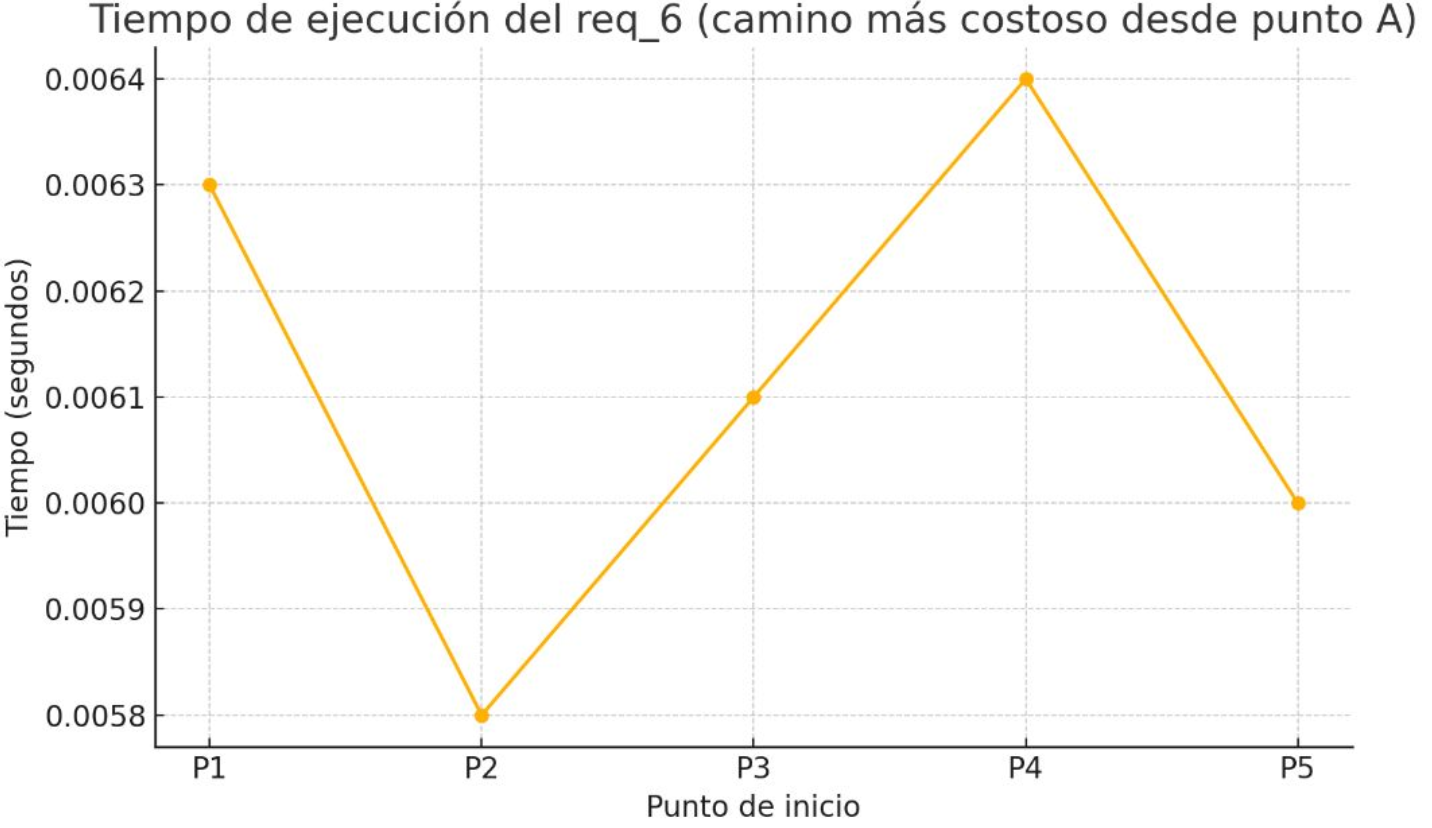 Tiempo de ejecución del req_6 (camino más costoso desde punto A)
Tiempo (segundos)
0.0064
0.0063
0.0062
0.0061
0.0060
0.0059
0.0058
P1 P2 P3 P4 P5
Punto de inicio